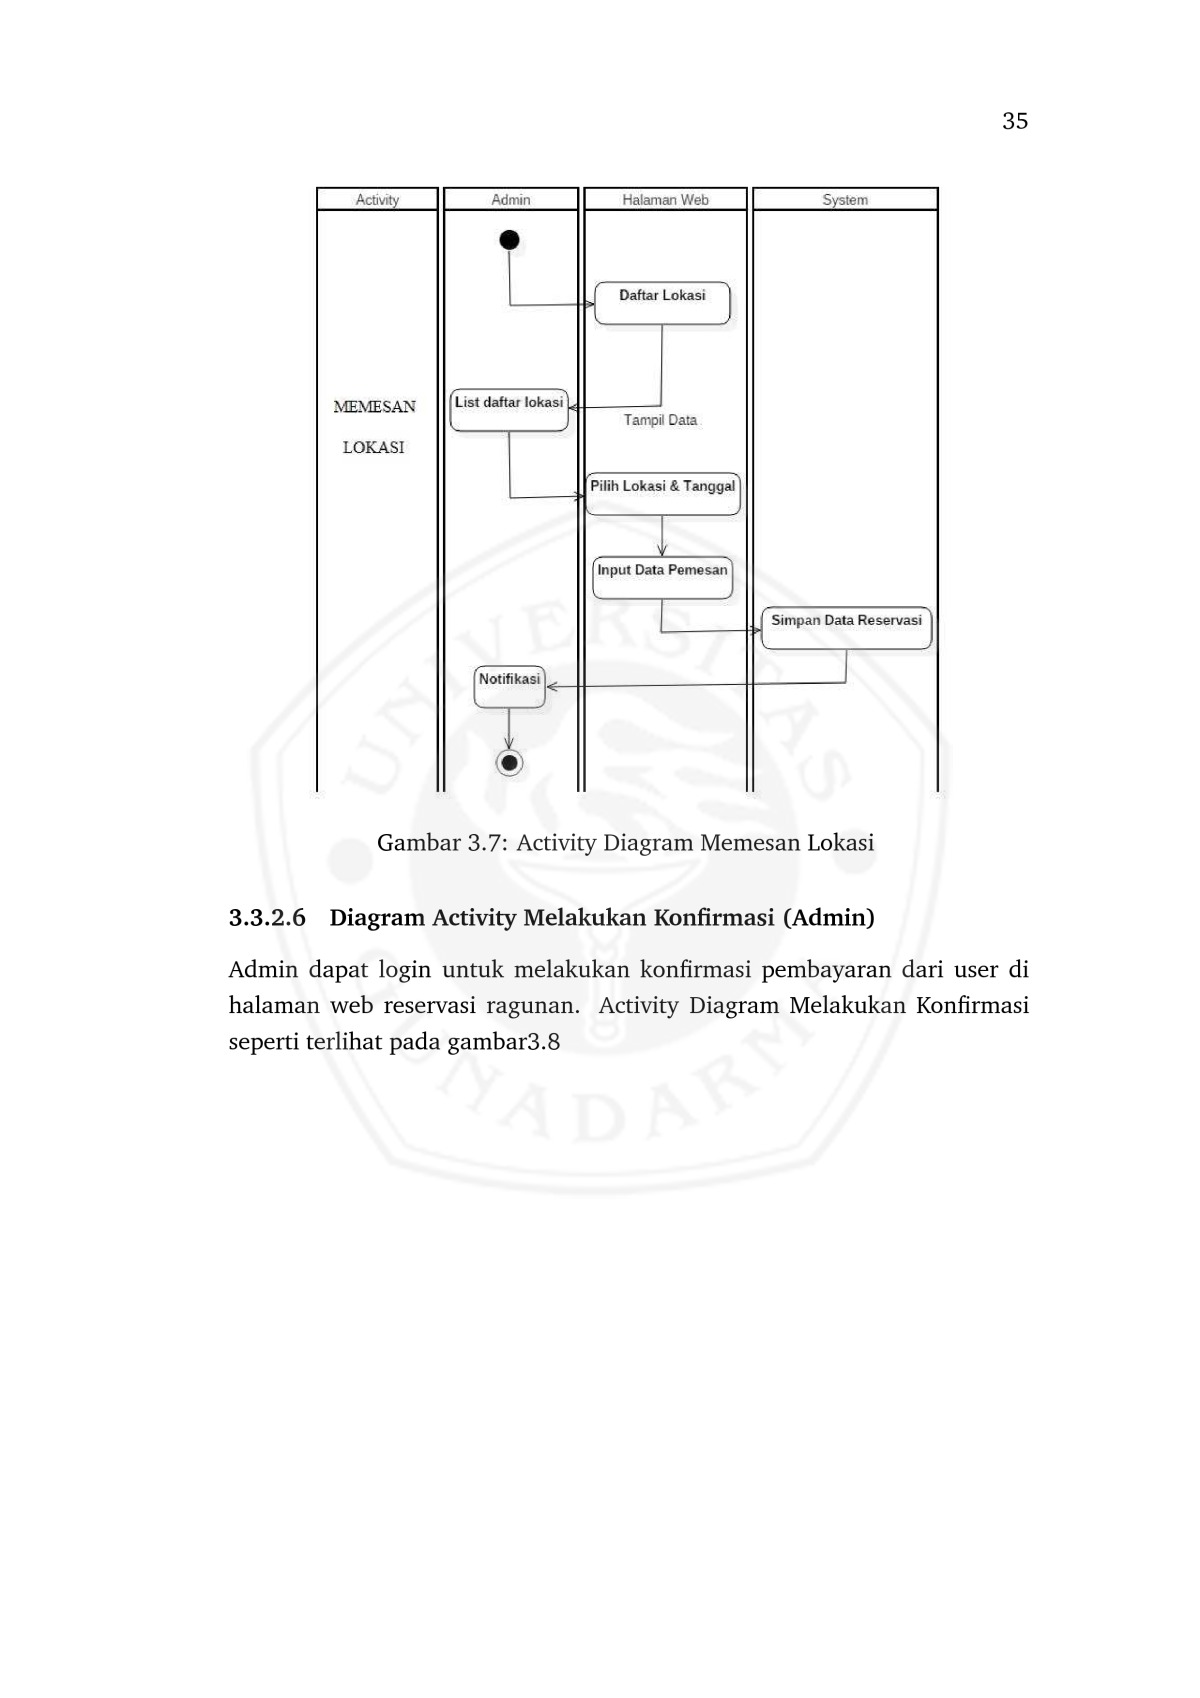 35
Activity
Admin
Halaman Web
System
Daftar Lokasi
MEMESAN
LOKASI
List daftar lokasi
Tampil Data
Pilih Lokasi & Tanggal
Input Data Pemesan
Simpan Data Reservasi
Notifikasi
Gambar 3.7: Activity Diagram Memesan Lokasi
3.3.2.6 Diagram Activity Melakukan Konfirmasi (Admin)
Admin dapat login untuk melakukan konfirmasi pembayaran dari user di
halaman web reservasi ragunan. Activity Diagram Melakukan Konfirmasi
seperti terlihat pada gambar3.8
UNIVERSITAS
GUNADARMA